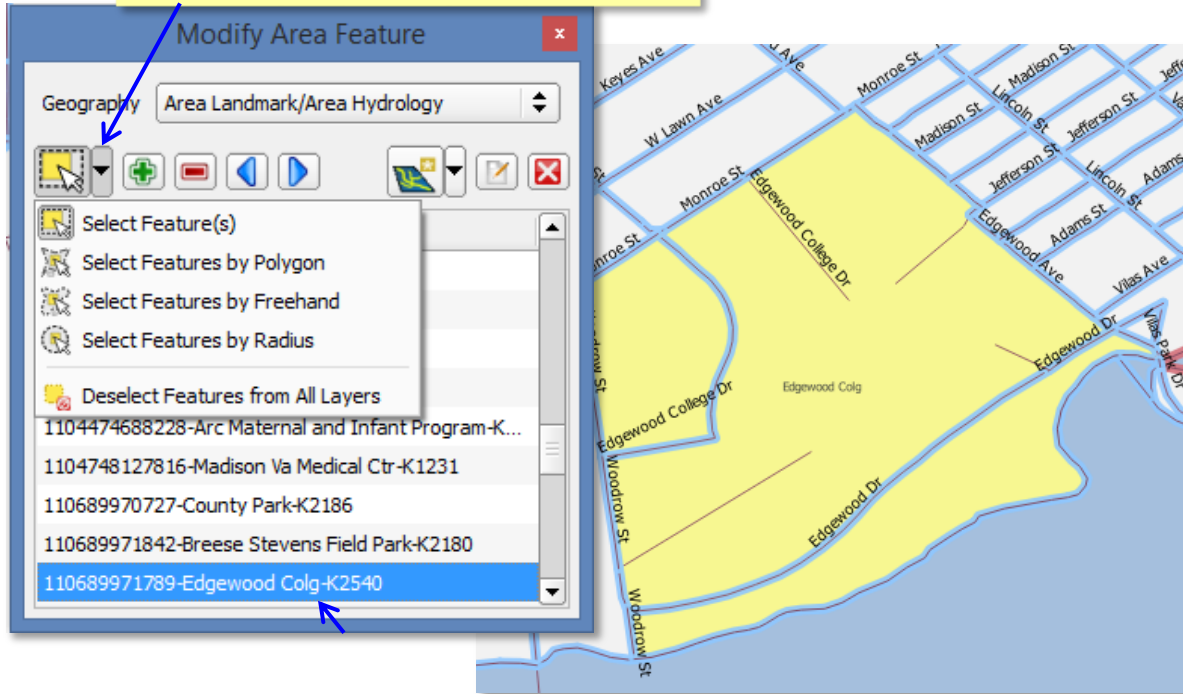 Modify Area Feature
x
Geography Area Landmark/Area Hydrology
Select Feature(s)
Select Features by Polygon
Select Features by Freehand
Select Features by Radius
Deselect Features from All Layers
1104474688228-Arc Maternal and Infant Program-K...
1104748127816-Madison Va Medical Ctr-K1231
110689970727-County Park-K2186
110689971842-Breese Stevens Field Park-K2180
110689971789-Edgewood Colg-K2540
Keyes Ave
Ave
W Lawn Ave
Monroe St
Madison St
Lincoln St
Jefferson St
Madison St
Jefferson St
Lincoln St
Adams
Monroe St
Edgewood College Dr
Edgewood Ave
Adams St
Vilas Ave
nroe St
Edgewood Dr
Vilas Park Dr
Edgewood Colg
Edgewood College Dr
Woodrow St
Edgewood Dr
Woodrow St